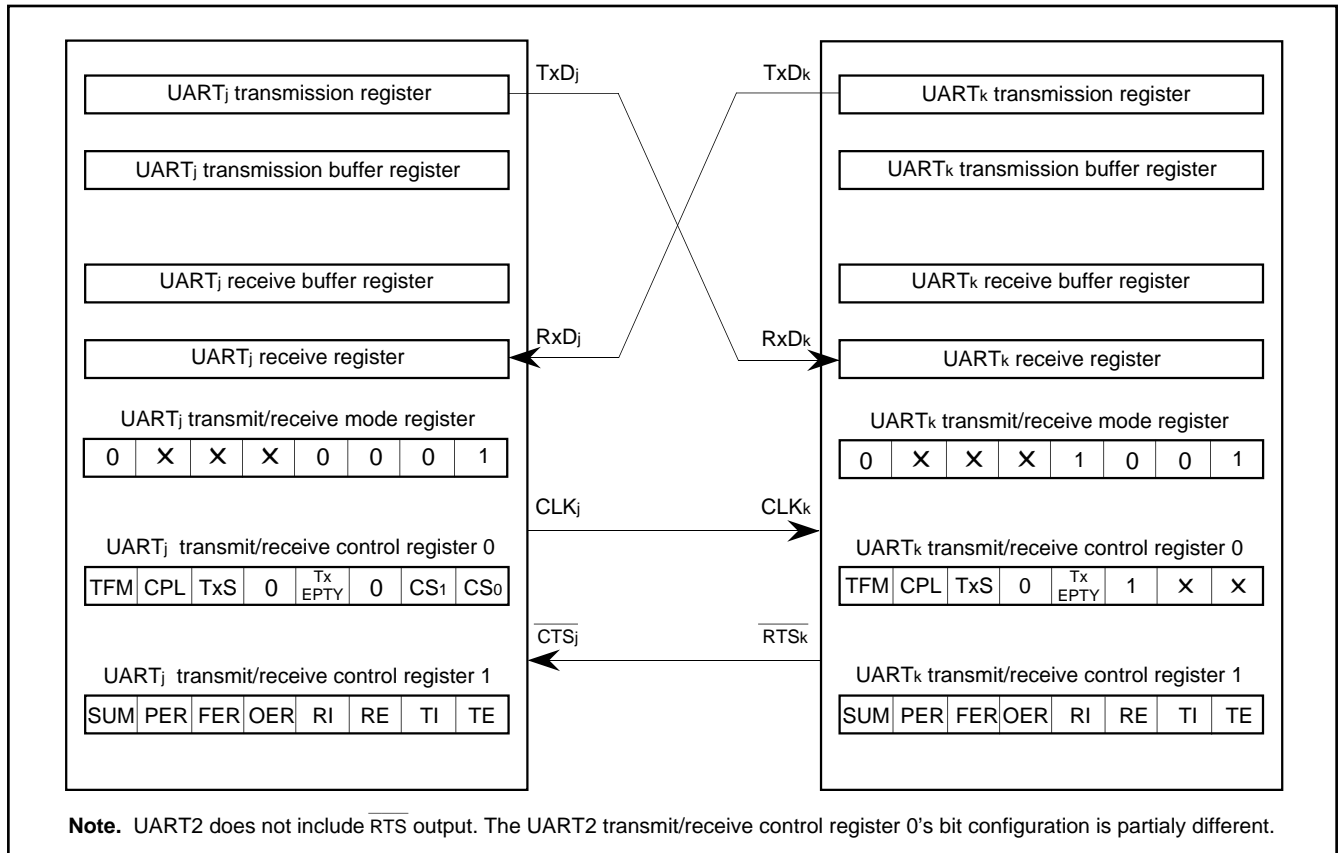 TxDj TxDk
UARTj transmission register
UARTk transmission register
UARTj transmission buffer register
UARTk transmission buffer register
UARTj receive buffer register
UARTk receive buffer register
RxDj RxDk
UARTj receive register
UARTk receive register
UARTj transmit/receive mode register
0 X X X 0 0 0 1
UARTk transmit/receive mode register
0 X X X 1 0 0 1
CLKj CLKk
UARTj transmit/receive control register 0
TFM CPL TxS 0 Tx EPTY 0 CS1 CS0
UARTk transmit/receive control register 0
TFM CPL TxS 0 Tx EPTY 1 X X
CTSj RTSk
UARTj transmit/receive control register 1
SUM PER FER OER RI RE TI TE
UARTk transmit/receive control register 1
SUM PER FER OER RI RE TI TE
Note. UART2 does not include RTS output. The UART2 transmit/receive control register 0's bit configuration is partialy different.